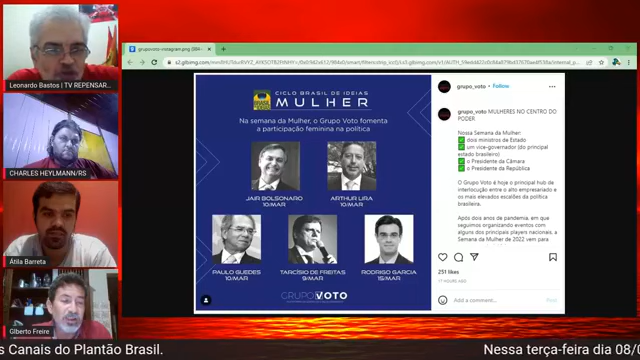 Leonardo Bastos | TV REPENSAR...
CHARLES HEYLMANN/RS
Átila Barreta
Gilberto Freire
grupovoto-instagram.png (984×
CICLO BRASIL DE IDEIAS
MULHER
Na semana da Mulher, o Grupo Voto fomenta
a participação feminina na política
JAIR BOLSONARO
10/MAR
ARTHUR LIRA
10/MAR
PAULO GUEDES
10/MAR
TARCÍSIO DE FREITAS
9/MAR
RODRIGO GARCIA
15/MAR
GRUPO VOTO
grupo_voto • Follow
grupo_voto MULHERES NO CENTRO DO
PODER
Nossa Semana da Mulher:
✅ dois ministros de Estado
✅ um vice-governador (do principal
estado brasileiro)
✅ o Presidente da Câmara
✅ o Presidente da República
O Grupo Voto é hoje o principal hub de
interlocução entre o alto empresariado e
os mais elevados escalões da política
brasileira.
Após dois anos de pandemia, em que
seguimos organizando eventos com
alguns dos principais players nacionais, a
Semana da Mulher de 2022 vem para
251 likes
17 HOURS AGO
Add a comment...
Post
s Canais do Plantão Brasil.
Nessa terça-feira dia 08/0